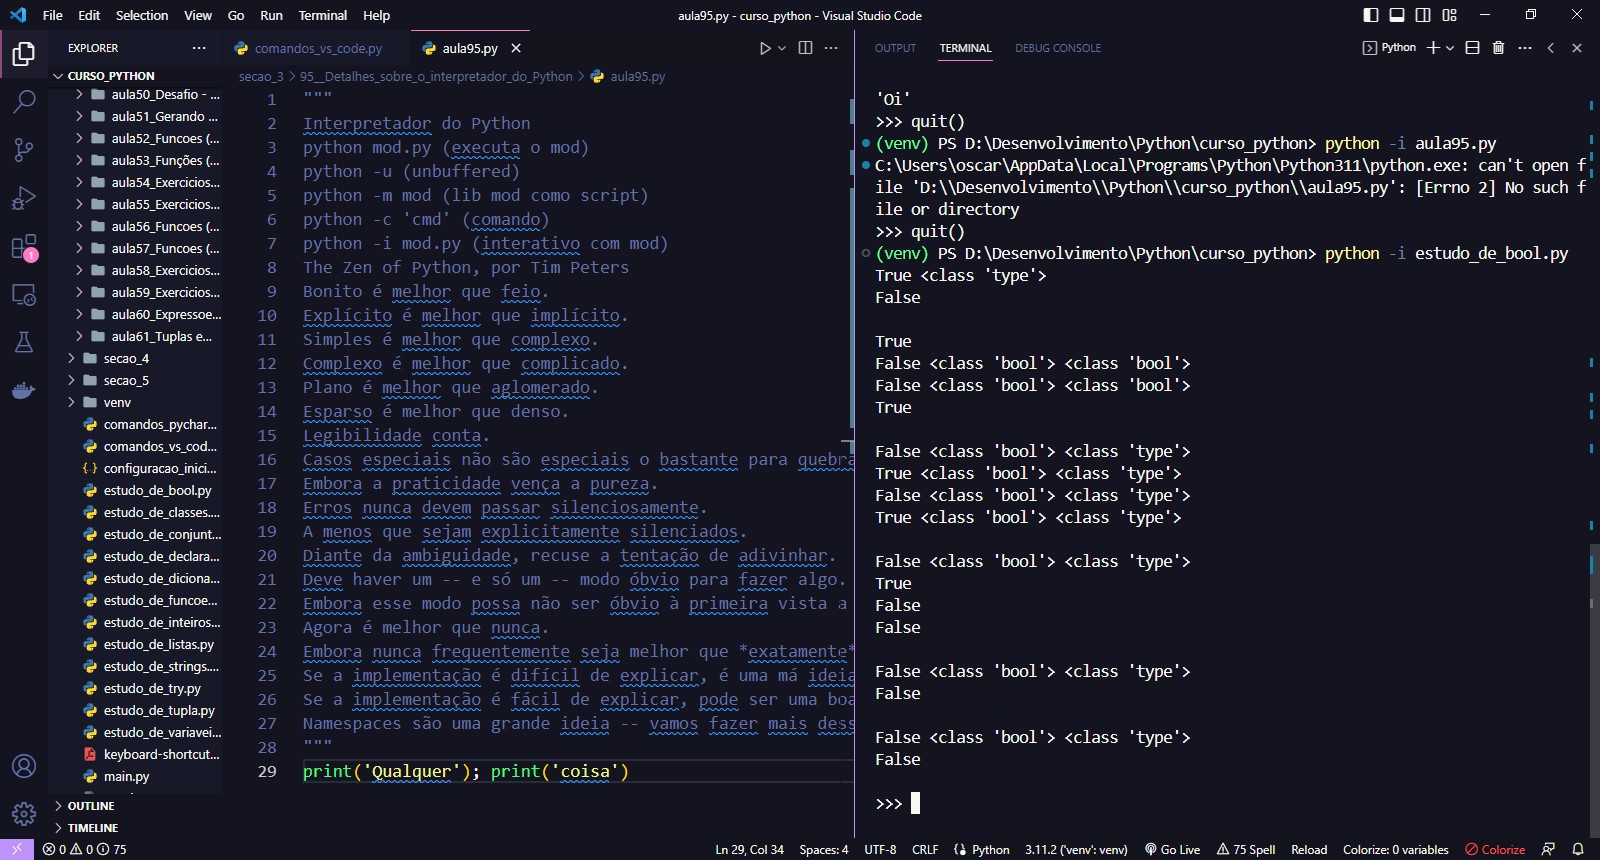 File Edit Selection View Go Run Terminal Help
aula95.py - curso_python - Visual Studio Code
EXPLORER
CURSO_PYTHON
aula50_Desafio - ...
aula51_Gerando ...
aula52_Funcoes (...
aula53_Funções (...
aula54_Exercicios...
aula55_Exercicios...
aula56_Funcoes (...
aula57_Funcoes (...
aula58_Exercicios...
aula59_Exercicios...
aula60_Expressoe...
aula61_Tuplas e...
secao_4
secao_5
venv
comandos_pychar...
comandos_vs_cod...
configuracao_inici...
estudo_de_bool.py
estudo_de_classes....
estudo_de_conjunt...
estudo_de_declara...
estudo_de_diciona...
estudo_de_funcoe...
estudo_de_inteiros...
estudo_de_listas.py
estudo_de_strings....
estudo_de_try.py
estudo_de_tupla.py
estudo_de_variavei...
keyboard-shortcut...
main.py
OUTLINE
TIMELINE
1
comandos_vs_code.py aula95.py
secao_3 > 95__Detalhes_sobre_o_interpretador_do_Python > aula95.py
1 """
2 Interpretador do Python
3 python mod.py (executa o mod)
4 python -u (unbuffered)
5 python -m mod (lib mod como script)
6 python -c 'cmd' (comando)
7 python -i mod.py (interativo com mod)
8 The Zen of Python, por Tim Peters
9 Bonito é melhor que feio.
10 Explícito é melhor que implícito.
11 Simples é melhor que complexo.
12 Complexo é melhor que complicado.
13 Plano é melhor que aglomerado.
14 Esparso é melhor que denso.
15 Legibilidade conta.
16 Casos especiais não são especiais o bastante para quebra
17 Embora a praticidade vença a pureza.
18 Erros nunca devem passar silenciosamente.
19 A menos que sejam explicitamente silenciados.
20 Diante da ambiguidade, recuse a tentação de adivinhar.
21 Deve haver um -- e só um -- modo óbvio para fazer algo.
22 Embora esse modo possa não ser óbvio à primeira vista a
23 Agora é melhor que nunca.
24 Embora nunca frequentemente seja melhor que *exatamente*
25 Se a implementação é difícil de explicar, é uma má ideia
26 Se a implementação é fácil de explicar, pode ser uma boa
27 Namespaces são uma grande ideia -- vamos fazer mais dess
28 """
29 print('Qualquer'); print('coisa')
OUTPUT TERMINAL DEBUG CONSOLE
Python
'Oi'
>>> quit()
(venv) PS D:\Desenvolvimento\Python\curso_python> python -i aula95.py
C:\Users\oscar\AppData\Local\Programs\Python\Python311\python.exe: can't open f
ile 'D:\\Desenvolvimento\\Python\\curso_python\\aula95.py': [Errno 2] No such f
ile or directory
>>> quit()
(venv) PS D:\Desenvolvimento\Python\curso_python> python -i estudo_de_bool.py
True <class 'type'>
False
True
False <class 'bool'> <class 'bool'>
False <class 'bool'> <class 'bool'>
True
False <class 'bool'> <class 'type'>
True <class 'bool'> <class 'type'>
False <class 'bool'> <class 'type'>
True <class 'bool'> <class 'type'>
False <class 'bool'> <class 'type'>
True
False
False
False <class 'bool'> <class 'type'>
False
False <class 'bool'> <class 'type'>
False
>>>
0 0 75
Ln 29, Col 34 Spaces: 4 UTF-8 CRLF Python 3.11.2 ('venv': venv) Go Live 75 Spell Reload Colorize: 0 variables Colorize